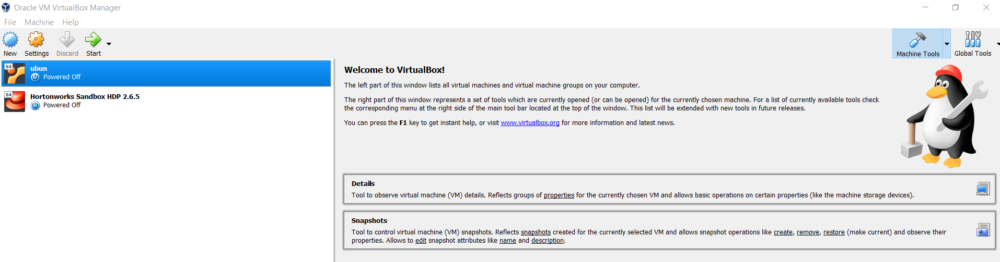 Oracle VM VirtualBox Manager
File Machine Help
New Settings Discard Start
Machine Tools Global Tools
64
ubun
Powered Off
64
Hortonworks Sandbox HDP 2.6.5
Powered Off
Welcome to VirtualBox!
The left part of this window lists all virtual machines and virtual machine groups on your computer.
The right part of this window represents a set of tools which are currently opened (or can be opened) for the currently chosen machine. For a list of currently available tools check
the corresponding menu at the right side of the main tool bar located at the top of the window. This list will be extended with new tools in future releases.
You can press the F1 key to get instant help, or visit www.virtualbox.org for more information and latest news.
Details
Tool to observe virtual machine (VM) details. Reflects groups of properties for the currently chosen VM and allows basic operations on certain properties (like the machine storage devices).
Snapshots
Tool to control virtual machine (VM) snapshots. Reflects snapshots created for the currently selected VM and allows snapshot operations like create, remove, restore (make current) and observe their
properties. Allows to edit snapshot attributes like name and description.